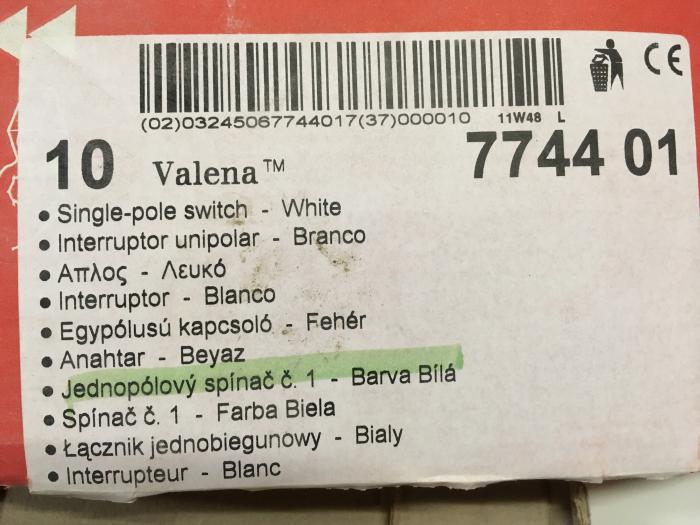 (02)03245067744017(37)000010 11W48 L
10 Valena™ 7744 01
• Single-pole switch - White
• Interruptor unipolar - Branco
• Απλος - Λευκό
• Interruptor - Blanco
• Egypólusú kapcsoló - Fehér
• Anahtar - Beyaz
• Jednopólový spínač č. 1 - Barva Bílá
• Spínač č. 1 - Farba Biela
• Łącznik jednobiegunowy - Bialy
• Interrupteur - Blanc